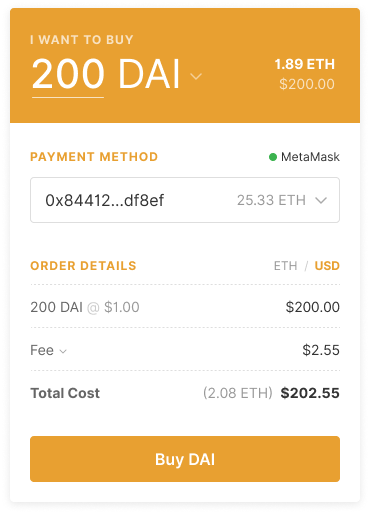 I WANT TO BUY
200 DAI
1.89 ETH
$200.00
PAYMENT METHOD
MetaMask
0x84412...df8ef 25.33 ETH
ORDER DETAILS ETH / USD
200 DAI @ $1.00 $200.00
Fee $2.55
Total Cost (2.08 ETH) $202.55
Buy DAI